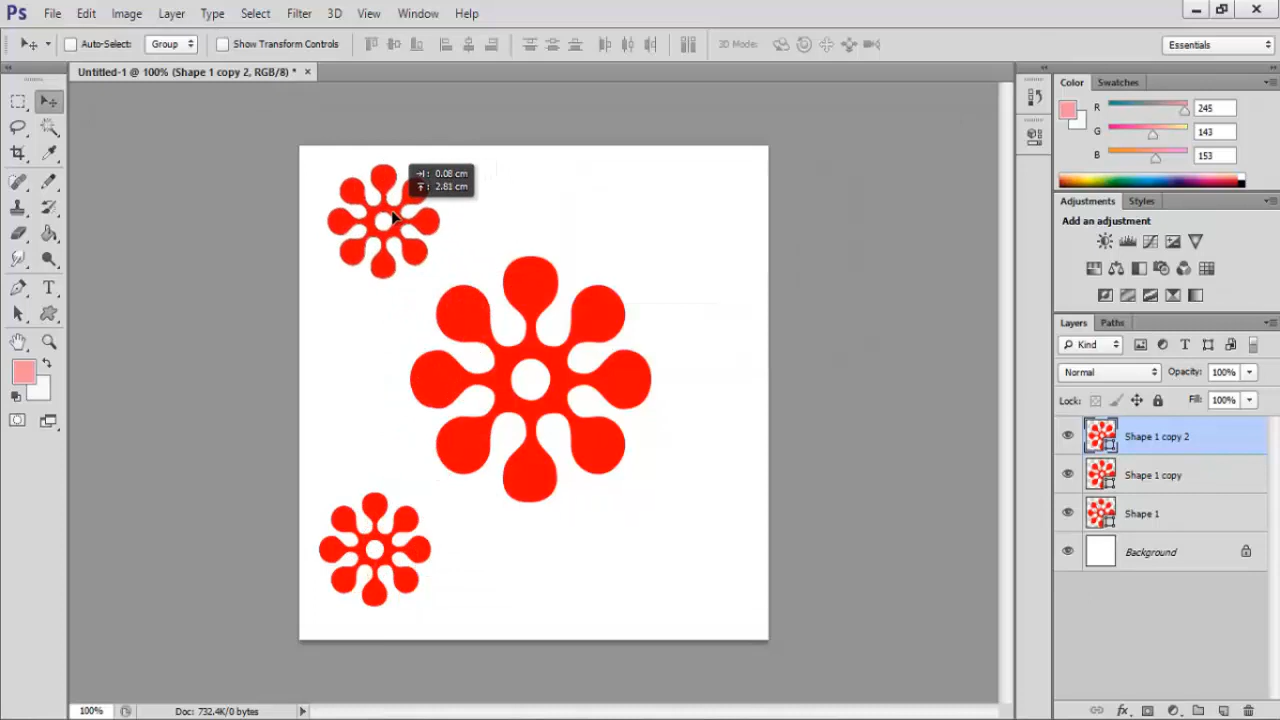 Ps File Edit Image Layer Type Select Filter 3D View Window Help
Auto-Select: Group Show Transform Controls 3D Mode: Essentials
Untitled-1 @ 100% (Shape 1 copy 2, RGB/8) * ×
Color Swatches
R 245
G 143
B 153
→: 0.08 cm
: 2.81 cm
Adjustments Styles
Add an adjustment
Layers Paths
Kind
Normal Opacity: 100%
Lock: Fill: 100%
Shape 1 copy 2
Shape 1 copy
Shape 1
Background
100% Doc: 732.4K/0 bytes